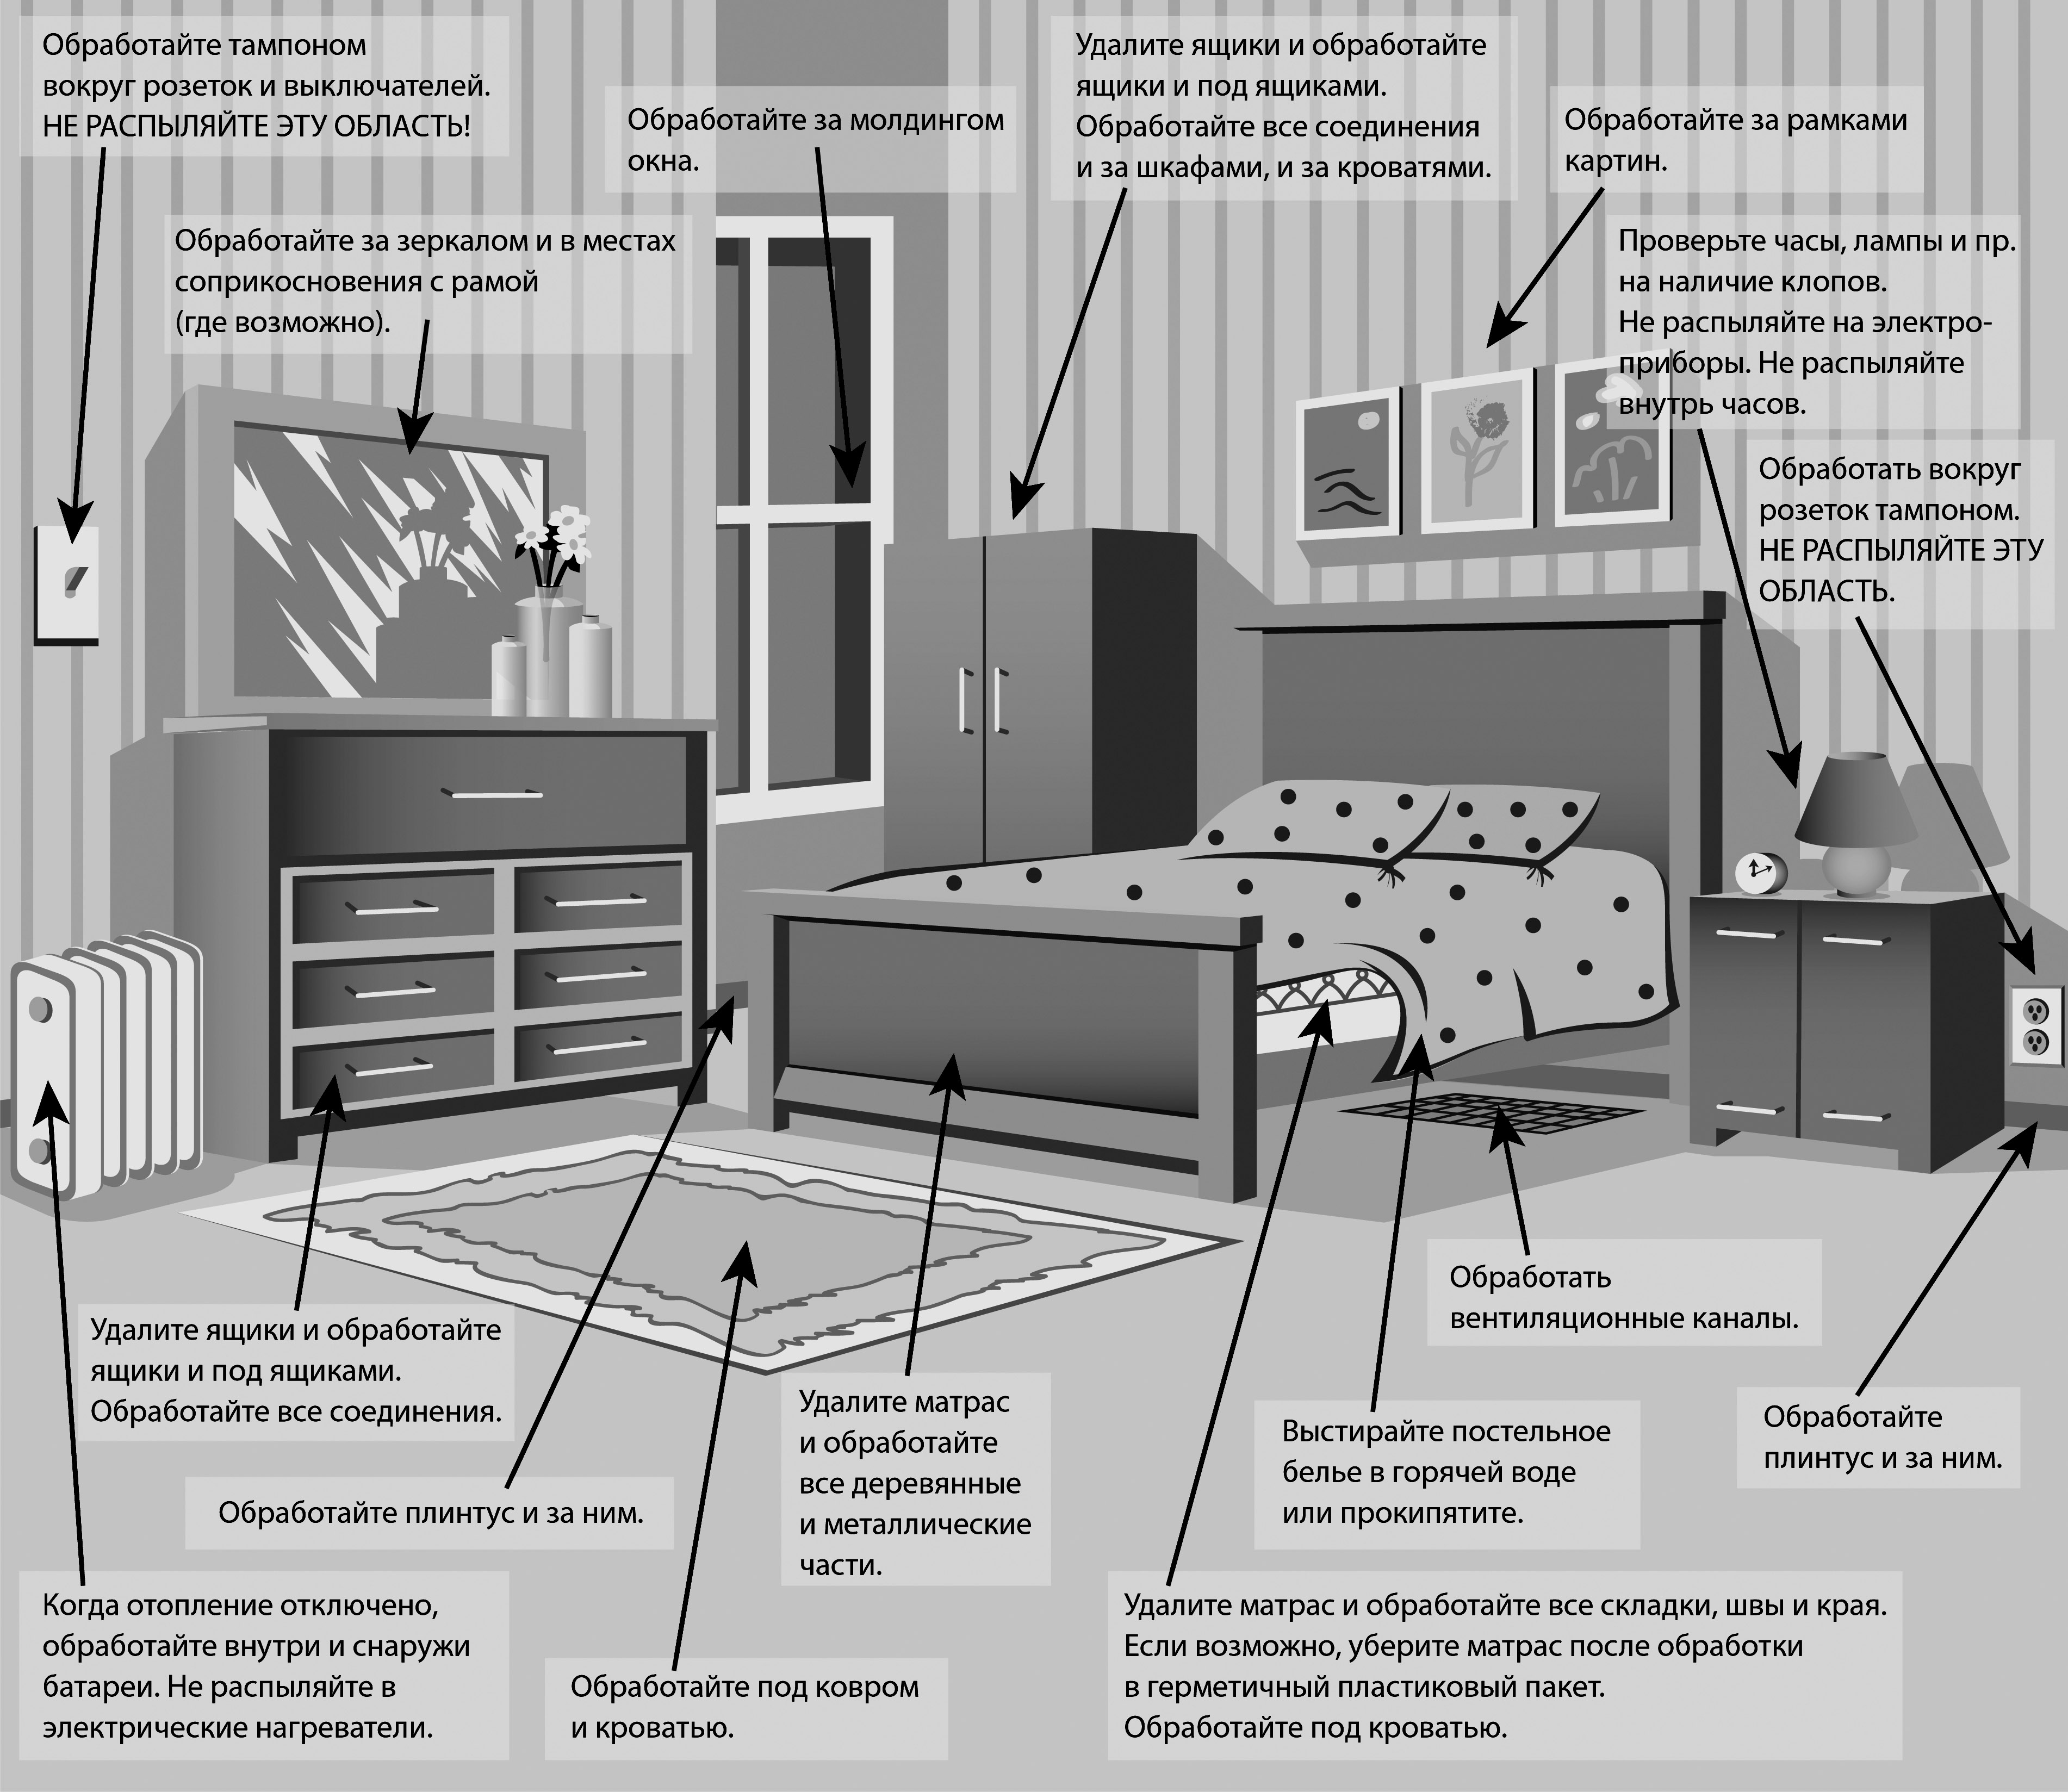 Обработайте тампоном
вокруг розеток и выключателей.
НЕ РАСПЫЛЯЙТЕ ЭТУ ОБЛАСТЬ!
Обработайте за молдингом
окна.
Удалите ящики и обработайте
ящики и под ящиками.
Обработайте все соединения
и за шкафами, и за кроватями.
Обработайте за рамками
картин.
Обработайте за зеркалом и в местах
соприкосновения с рамой
(где возможно).
Проверьте часы, лампы и пр.
на наличие клопов.
Не распыляйте на электро-
приборы. Не распыляйте
внутрь часов.
Обработать вокруг
розеток тампоном.
НЕ РАСПЫЛЯЙТЕ ЭТУ
ОБЛАСТЬ.
Обработать
вентиляционные каналы.
Удалите ящики и обработайте
ящики и под ящиками.
Обработайте все соединения.
Удалите матрас
и обработайте
все деревянные
и металлические
части.
Выстирайте постельное
белье в горячей воде
или прокипятите.
Обработайте
плинтус и за ним.
Обработайте плинтус и за ним.
Когда отопление отключено,
обработайте внутри и снаружи
батареи. Не распыляйте в
электрические нагреватели.
Обработайте под ковром
и кроватью.
Удалите матрас и обработайте все складки, швы и края.
Если возможно, уберите матрас после обработки
в герметичный пластиковый пакет.
Обработайте под кроватью.